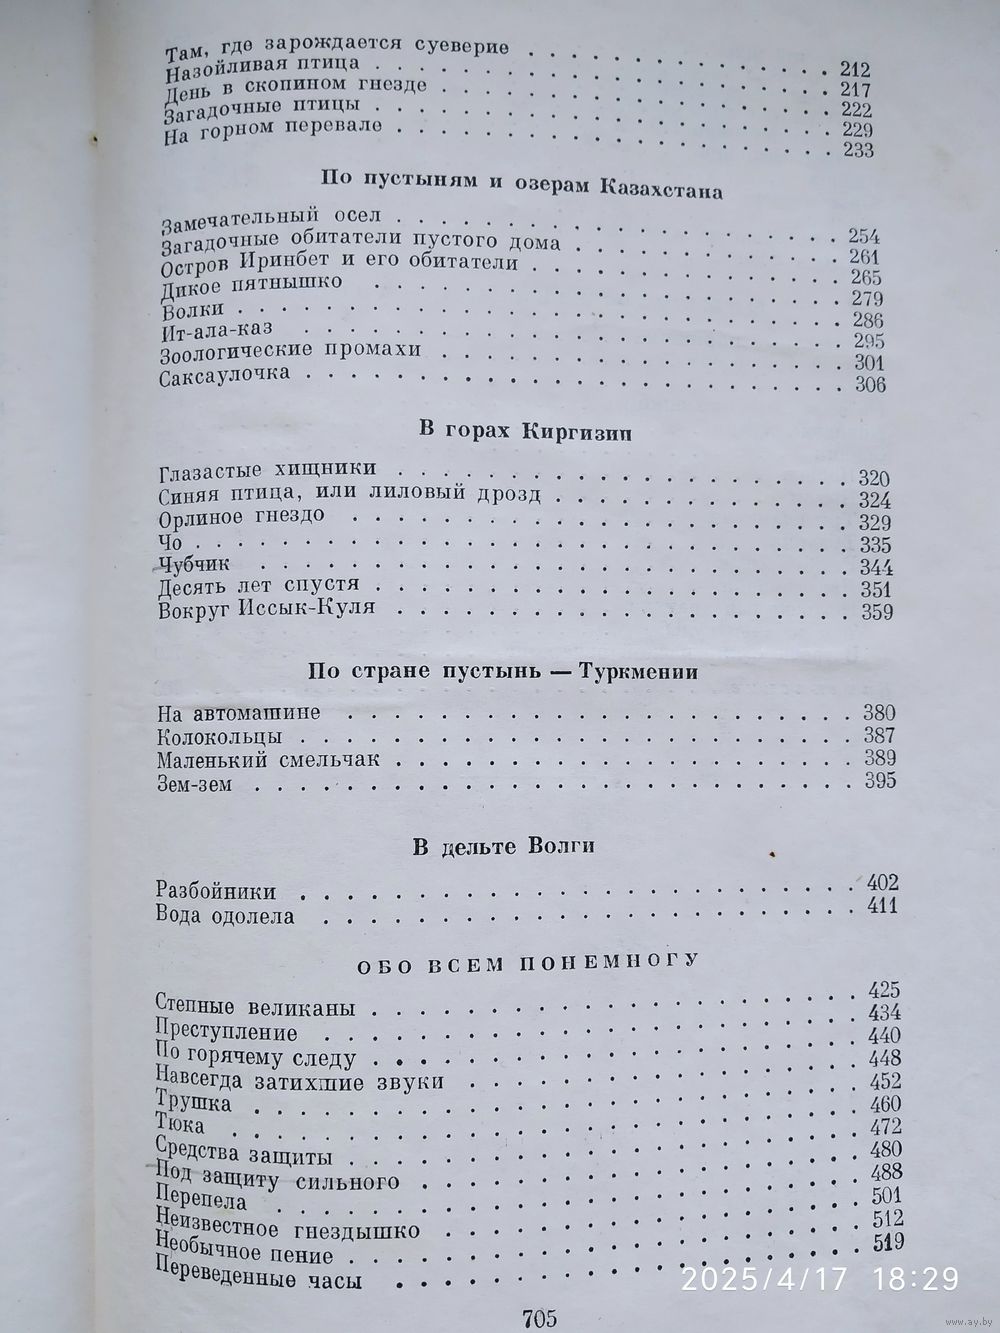 Там, где зарождается суеверие . . . . . . . . . . . 212
Назойливая птица . . . . . . . . . . . . . . . . 217
День в скопином гнезде . . . . . . . . . . . . . . 222
Загадочные птицы . . . . . . . . . . . . . . . . 229
На горном перевале . . . . . . . . . . . . . . . 233
По пустыням и озерам Казахстана
Замечательный осел . . . . . . . . . . . . . . . 254
Загадочные обитатели пустого дома . . . . . . . . . 261
Остров Иринбет и его обитатели . . . . . . . . . . . 265
Дикое пятнышко . . . . . . . . . . . . . . . . 279
Волки . . . . . . . . . . . . . . . . . . . . . 286
Ит-ала-каз . . . . . . . . . . . . . . . . . . 295
Зоологические промахи . . . . . . . . . . . . . . 301
Саксаулочка . . . . . . . . . . . . . . . . . . 306
В горах Киргизии
Глазастые хищники . . . . . . . . . . . . . . . 320
Синяя птица, или лиловый дрозд . . . . . . . . . . 324
Орлиное гнездо . . . . . . . . . . . . . . . . . 329
Чо . . . . . . . . . . . . . . . . . . . . . . 335
Чубчик . . . . . . . . . . . . . . . . . . . . 344
Десять лет спустя . . . . . . . . . . . . . . . . 351
Вокруг Иссык-Куля . . . . . . . . . . . . . . . 359
По стране пустынь — Туркмении
На автомашине . . . . . . . . . . . . . . . . . 380
Колокольцы . . . . . . . . . . . . . . . . . . 387
Маленький смельчак . . . . . . . . . . . . . . . 389
Зем-зем . . . . . . . . . . . . . . . . . . . . 395
В дельте Волги
Разбойники . . . . . . . . . . . . . . . . . . 402
Вода одолела . . . . . . . . . . . . . . . . . . 411
ОБО ВСЕМ ПОНЕМНОГУ
Степные великаны . . . . . . . . . . . . . . . . 425
Преступление . . . . . . . . . . . . . . . . . . 434
По горячему следу . . . . . . . . . . . . . . . . 440
Навсегда затихшие звуки . . . . . . . . . . . . . 448
Трушка . . . . . . . . . . . . . . . . . . . . 452
Тюка . . . . . . . . . . . . . . . . . . . . . 460
Средства защиты . . . . . . . . . . . . . . . . . 472
Под защиту сильного . . . . . . . . . . . . . . . 480
Перепела . . . . . . . . . . . . . . . . . . . . 488
Неизвестное гнездышко . . . . . . . . . . . . . . 501
Необычное пение . . . . . . . . . . . . . . . . . 512
Переведенные часы . . . . . . . . . . . . . . . . 519
2025/4/17 18:29
705
www.ay.by